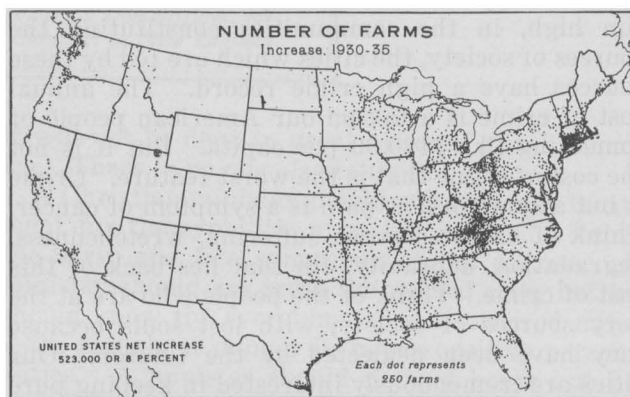 NUMBER OF FARMS
Increase, 1930-35
UNITED STATES NET INCREASE
523,000 OR 8 PERCENT
Each dot represents
250 farms